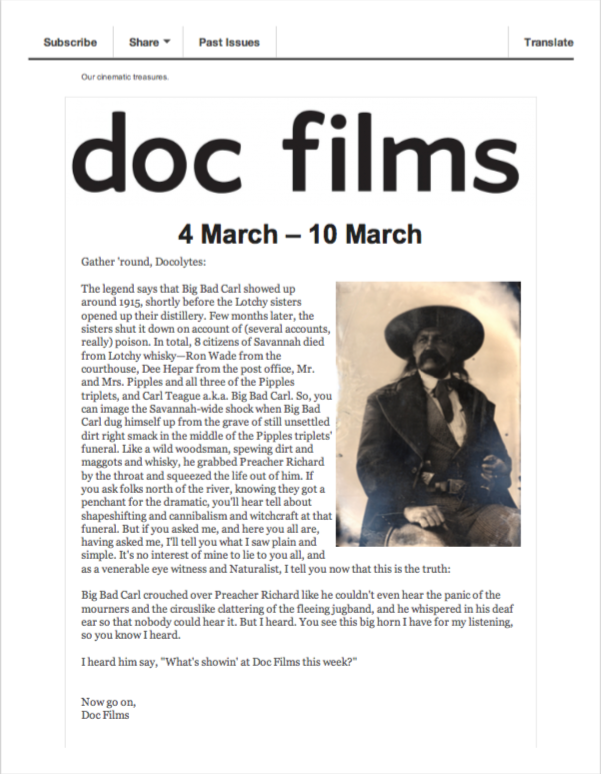 Subscribe Share Past Issues Translate
Our cinematic treasures.
doc films
4 March – 10 March
Gather 'round, Docolytes:
The legend says that Big Bad Carl showed up
around 1915, shortly before the Lotchy sisters
opened up their distillery. Few months later, the
sisters shut it down on account of (several accounts,
really) poison. In total, 8 citizens of Savannah died
from Lotchy whisky—Ron Wade from the
courthouse, Dee Hepar from the post office, Mr.
and Mrs. Pipples and all three of the Pipples
triplets, and Carl Teague a.k.a. Big Bad Carl. So, you
can image the Savannah-wide shock when Big Bad
Carl dug himself up from the grave of still unsettled
dirt right smack in the middle of the Pipples triplets'
funeral. Like a wild woodsman, spewing dirt and
maggots and whisky, he grabbed Preacher Richard
by the throat and squeezed the life out of him. If
you ask folks north of the river, knowing they got a
penchant for the dramatic, you'll hear tell about
shapeshifting and cannibalism and witchcraft at that
funeral. But if you asked me, and here you all are,
having asked me, I'll tell you what I saw plain and
simple. It's no interest of mine to lie to you all, and
as a venerable eye witness and Naturalist, I tell you now that this is the truth:
Big Bad Carl crouched over Preacher Richard like he couldn't even hear the panic of the
mourners and the circuslike clattering of the fleeing jugband, and he whispered in his deaf
ear so that nobody could hear it. But I heard. You see this big horn I have for my listening,
so you know I heard.
I heard him say, "What's showin' at Doc Films this week?"
Now go on,
Doc Films